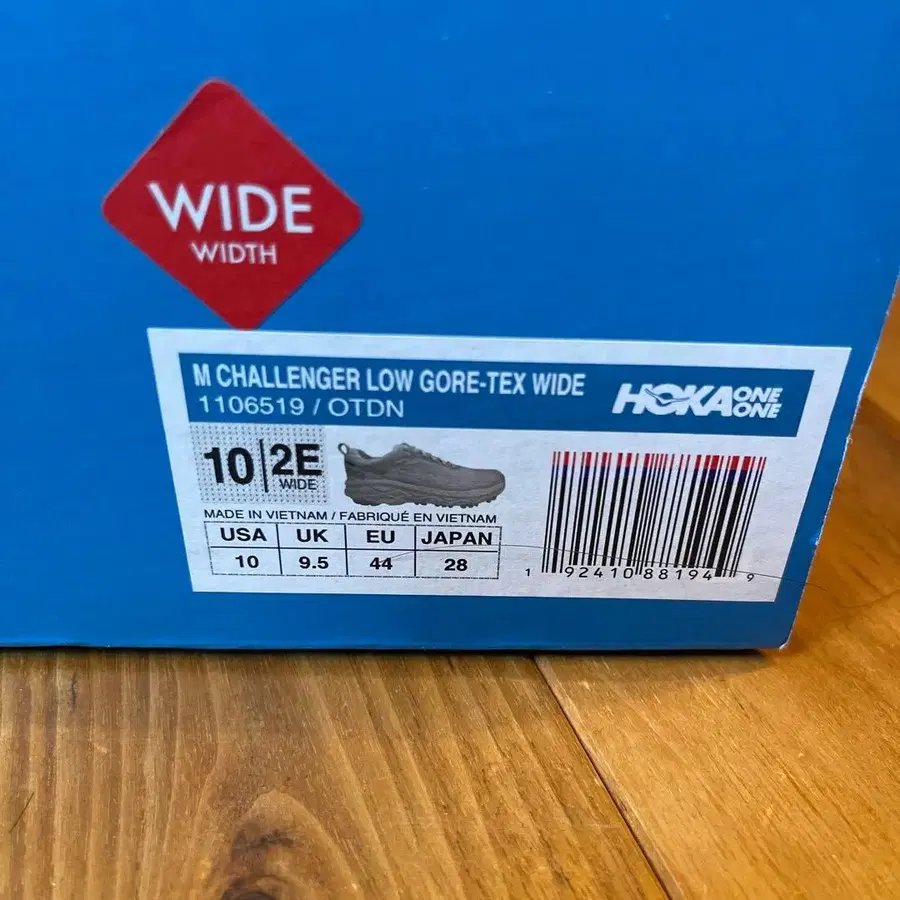 WIDE
WIDTH
M CHALLENGER LOW GORE-TEX WIDE
1106519 / OTDN
HOKA ONE ONE
10 | 2E
WIDE
MADE IN VIETNAM / FABRIQUÉ EN VIETNAM
USA UK EU JAPAN
10 9.5 44 28
1 92410 88194 9